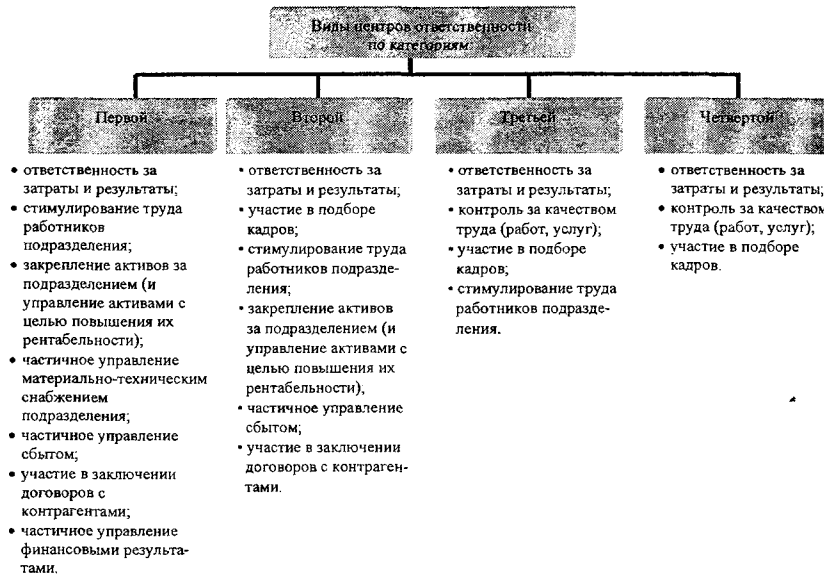 Виды центров ответственности
по категориям:
Первой
• ответственность за
затраты и результаты;
• стимулирование труда
работников
подразделения;
• закрепление активов за
подразделением (и
управление активами с
целью повышения их
рентабельности);
• частичное управление
материально-техническим
снабжением
подразделения;
• частичное управление
сбытом;
• участие в заключении
договоров с
контрагентами;
• частичное управление
финансовыми результа-
тами.
Второй
• ответственность за
затраты и результаты;
• участие в подборе
кадров;
• стимулирование труда
работников подразде-
ления;
• закрепление активов
за подразделением (и
управление активами с
целью повышения их
рентабельности),
• частичное управление
сбытом;
• участие в заключении
договоров с контраген-
тами.
Третьей
• ответственность за
затраты и результаты;
• контроль за качеством
труда (работ, услуг);
• участие в подборе
кадров;
• стимулирование труда
работников подразде-
ления.
Четвертой
• ответственность за
затраты и результаты;
• контроль за качеством
труда (работ, услуг);
• участие в подборе
кадров.